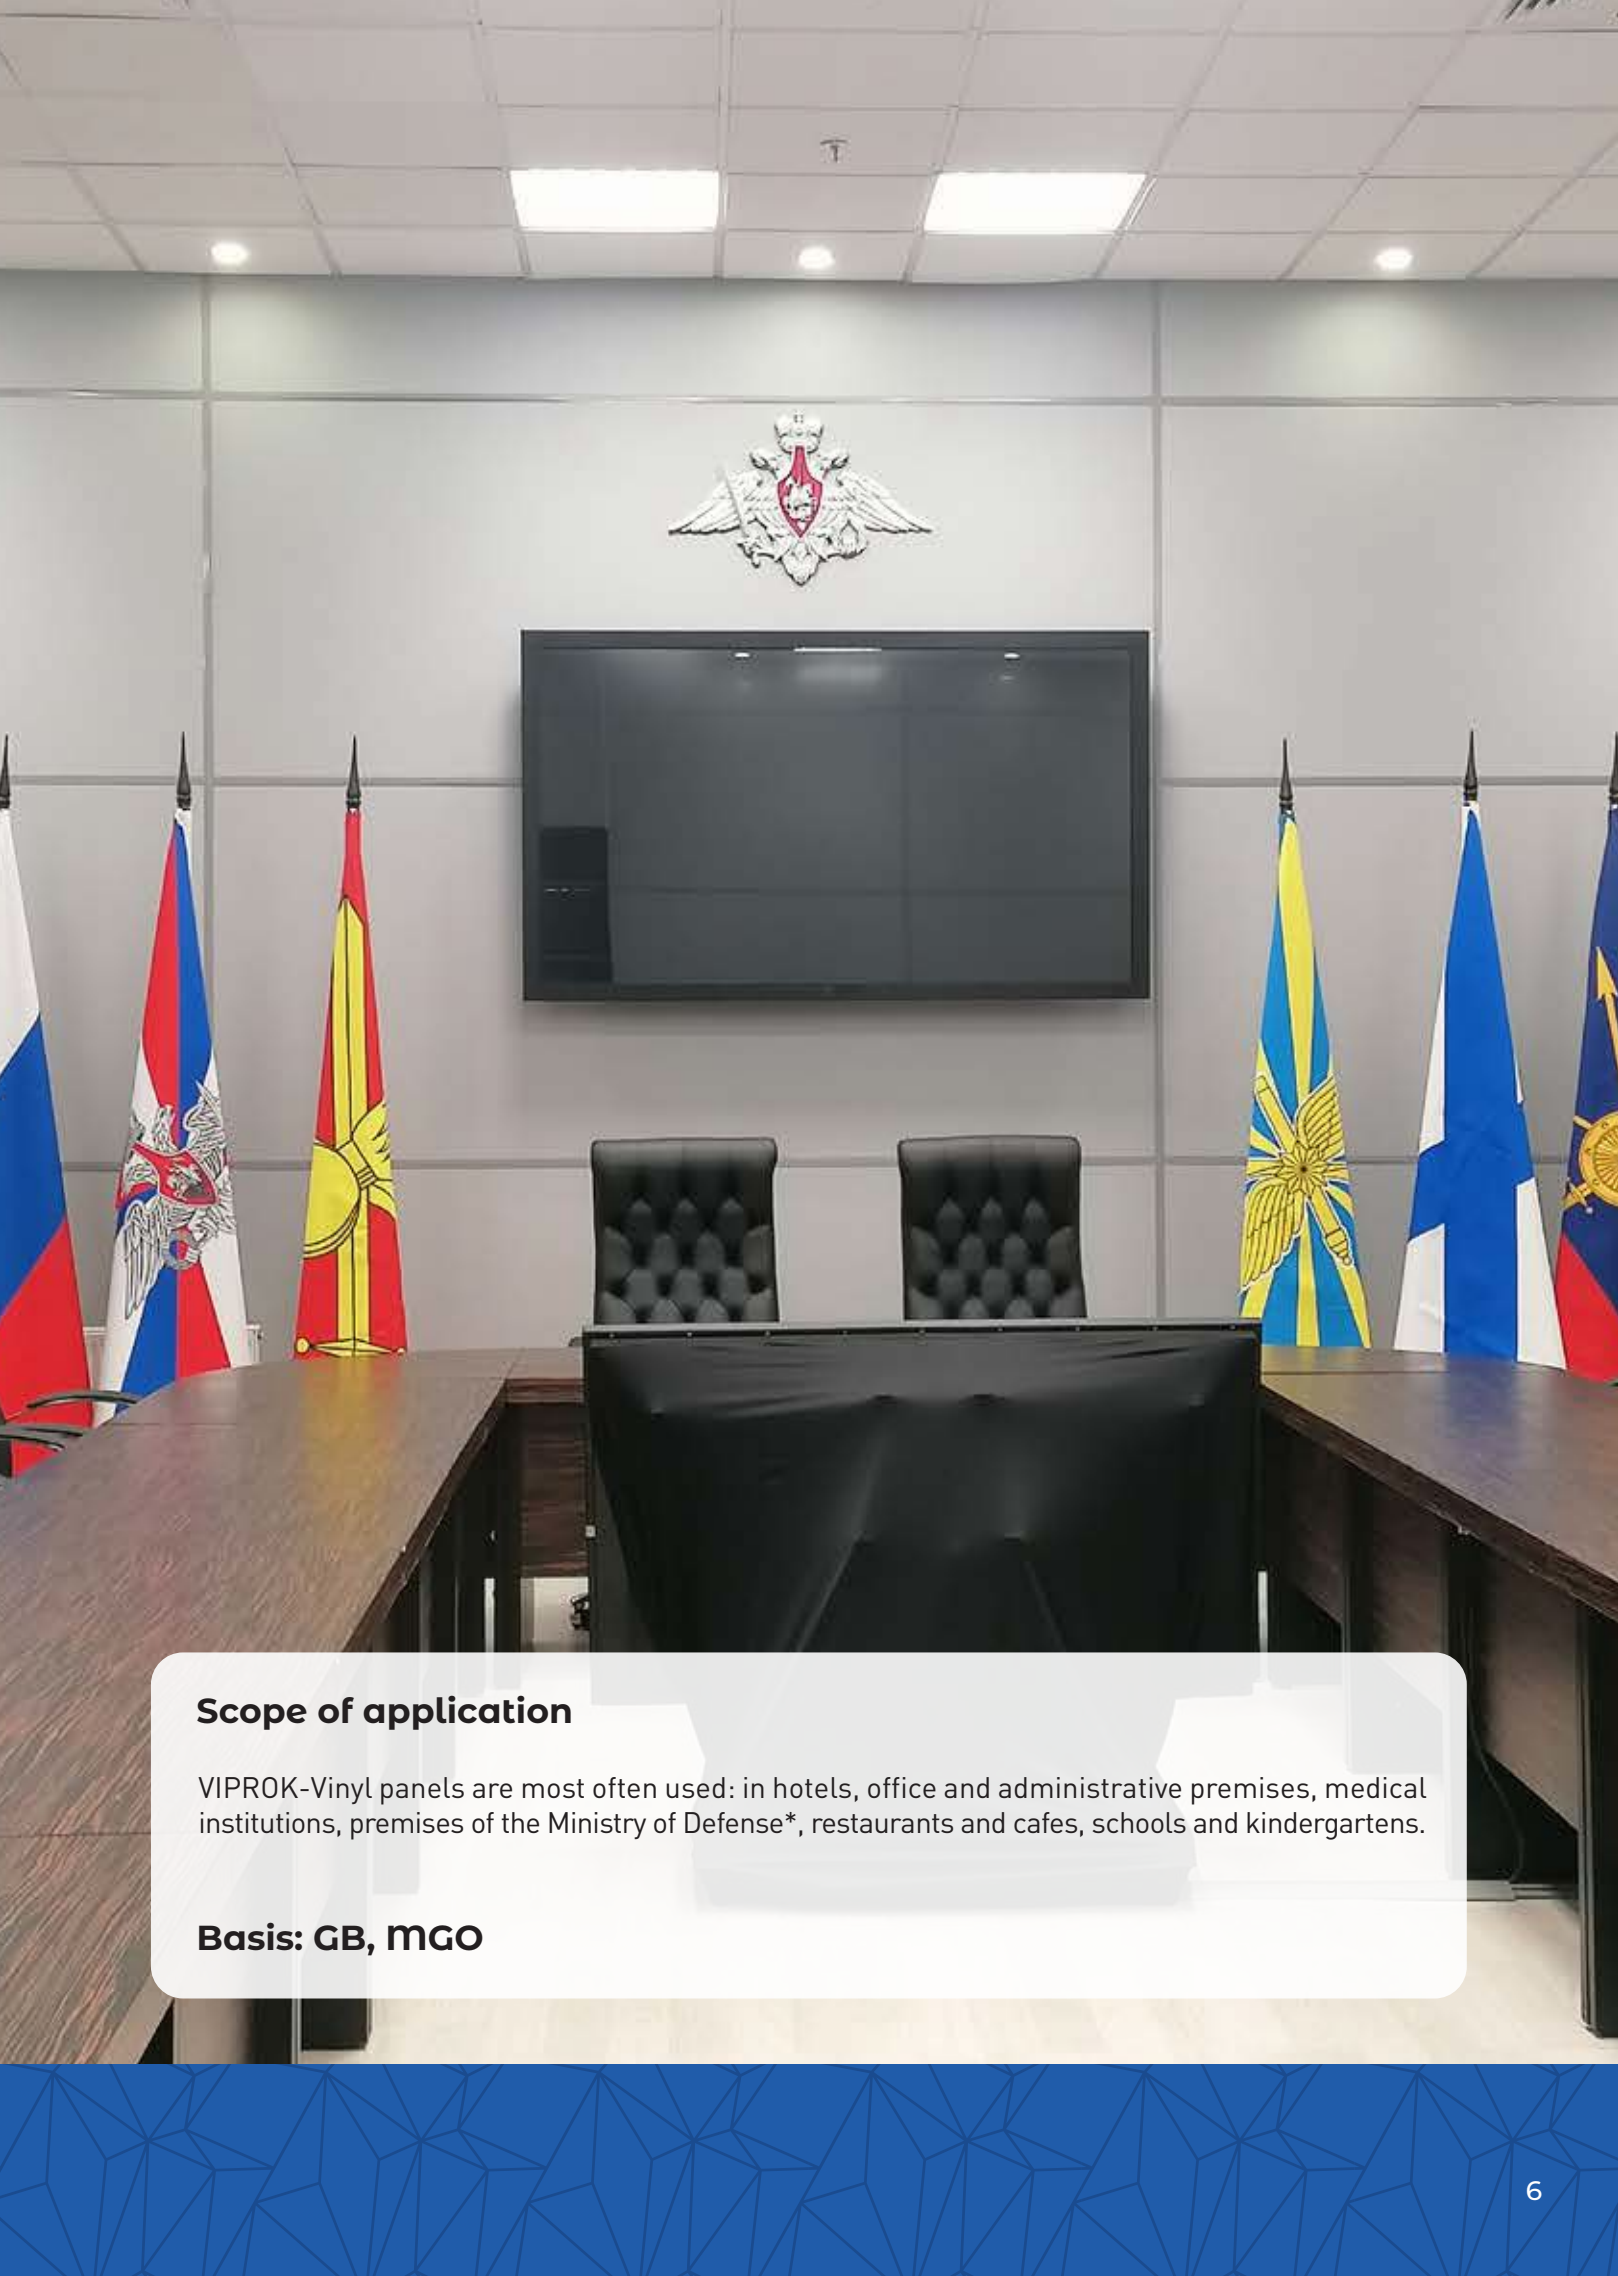 Scope of application
VIPROK-Vinyl panels are most often used: in hotels, office and administrative premises, medical
institutions, premises of the Ministry of Defense*, restaurants and cafes, schools and kindergartens.
Basis: GB, MGO
6